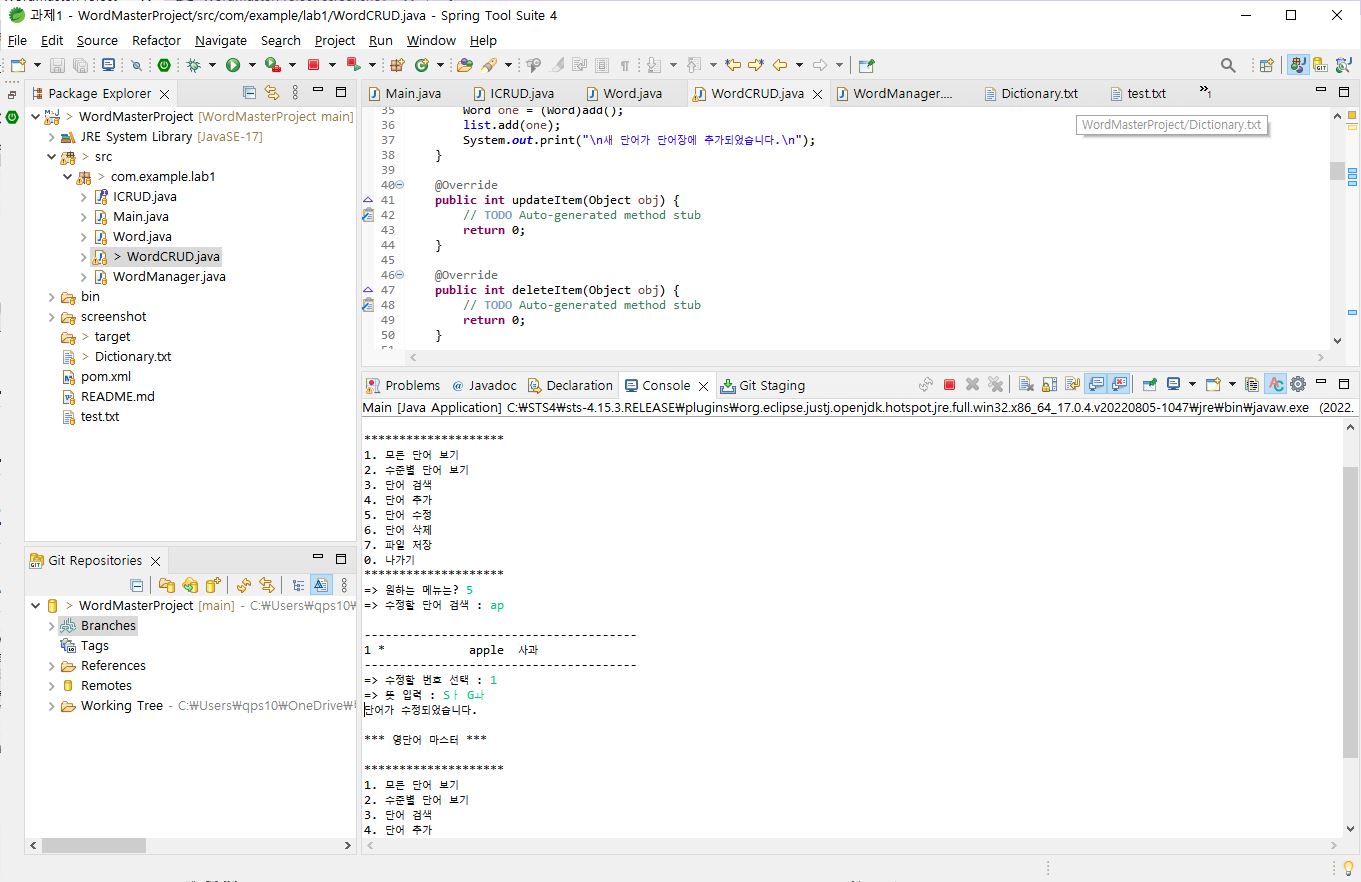 과제1 - WordMasterProject/src/com/example/lab1/WordCRUD.java - Spring Tool Suite 4
File Edit Source Refactor Navigate Search Project Run Window Help
Package Explorer
> WordMasterProject [WordMasterProject main]
JRE System Library [JavaSE-17]
> src
> com.example.lab1
ICRUD.java
Main.java
Word.java
> WordCRUD.java
WordManager.java
bin
screenshot
> target
> Dictionary.txt
pom.xml
README.md
test.txt
Git Repositories
> WordMasterProject [main] - C:₩Users₩qps10₩
Branches
Tags
References
Remotes
Working Tree - C:₩Users₩qps10₩OneDrive₩
Main.java ICRUD.java Word.java WordCRUD.java WordManager.... Dictionary.txt test.txt »1
WordMasterProject/Dictionary.txt
35 Word one = (Word)add();
36 list.add(one);
37 System.out.print("\n새 단어가 단어장에 추가되었습니다.\n");
38 }
39
40 @Override
41 public int updateItem(Object obj) {
42 // TODO Auto-generated method stub
43 return 0;
44 }
45
46 @Override
47 public int deleteItem(Object obj) {
48 // TODO Auto-generated method stub
49 return 0;
50 }
51
Problems @ Javadoc Declaration Console Git Staging
Main [Java Application] C:₩STS4₩sts-4.15.3.RELEASE₩plugins₩org.eclipse.justj.openjdk.hotspot.jre.full.win32.x86_64_17.0.4.v20220805-1047₩jre₩bin₩javaw.exe (2022.
********************
1. 모든 단어 보기
2. 수준별 단어 보기
3. 단어 검색
4. 단어 추가
5. 단어 수정
6. 단어 삭제
7. 파일 저장
0. 나가기
********************
=> 원하는 메뉴는? 5
=> 수정할 단어 검색 : ap
---------------------------------------
1 * apple 사과
---------------------------------------
=> 수정할 번호 선택 : 1
=> 뜻 입력 : Sㅏ Gㅘ
단어가 수정되었습니다.
*** 영단어 마스터 ***
********************
1. 모든 단어 보기
2. 수준별 단어 보기
3. 단어 검색
4. 단어 추가